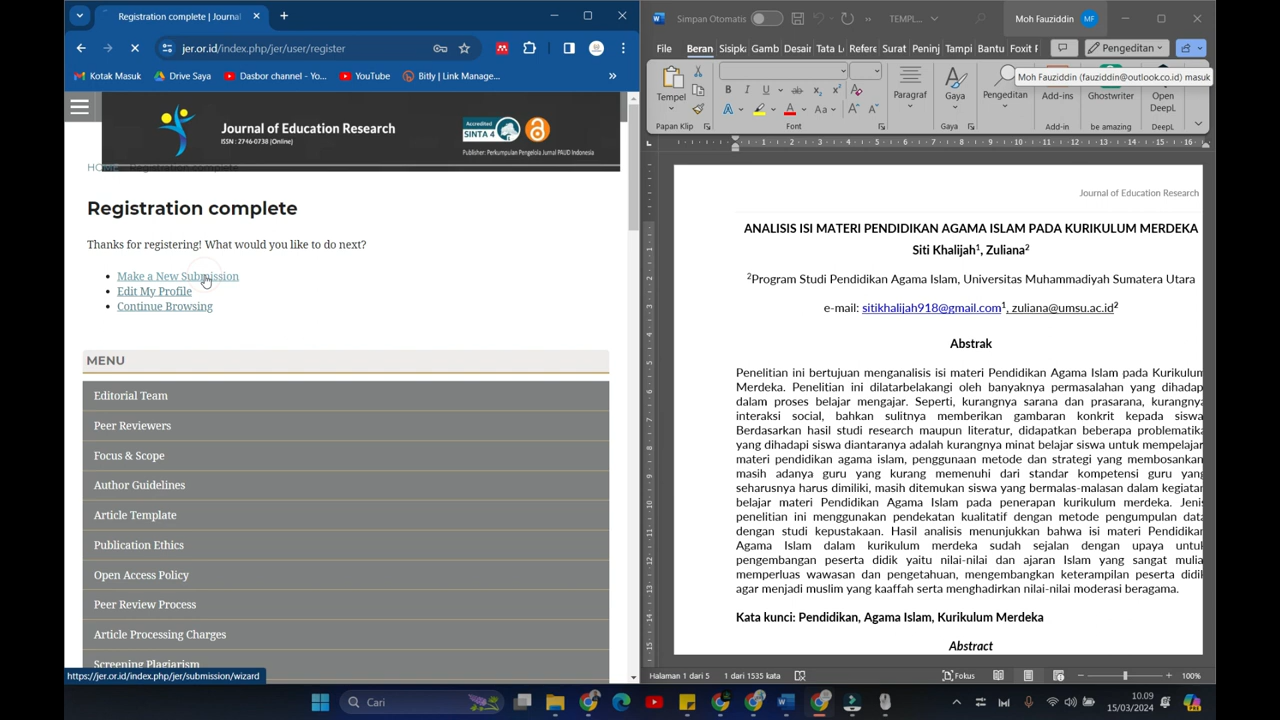 Registration complete | Journal
jer.or.id/index.php/jer/user/register
Kotak Masuk
Drive Saya
Dasbor channel - Yo...
YouTube
Bitly | Link Manage...
Journal of Education Research
ISSN : 2746-0738 (Online)
Accredited
SINTA 4
Publisher: Perkumpulan Pengelola Jurnal PAUD Indonesia
Registration complete
Thanks for registering! What would you like to do next?
Make a New Submission
Edit My Profile
Continue Browsing
MENU
Editorial Team
Peer Reviewers
Focus & Scope
Author Guidelines
Article Template
Publication Ethics
Open Access Policy
Peer Review Process
Article Processing Charges
Screening Plagiarism
https://jer.or.id/index.php/jer/submission/wizard
Simpan Otomatis
TEMPL...
Moh Fauziddin
MF
File
Beran
Sisipk
Gamb
Desair
Tata L
Refere
Surat
Peninj
Tampi
Bantu
Foxit F
Pengeditan
Moh Fauziddin (fauziddin@outlook.co.id) masuk
Tempel
Paragraf
Gaya
Pengeditan
Add-ins
Ghostwriter
be amazing
Open DeepL
Papan Klip
Font
Gaya
Add-in
DeepL
Journal of Education Research
ANALISIS ISI MATERI PENDIDIKAN AGAMA ISLAM PADA KURIKULUM MERDEKA
Siti Khalijah¹, Zuliana²
²Program Studi Pendidikan Agama Islam, Universitas Muhammadiyah Sumatera Utara
e-mail: sitikhalijah918@gmail.com¹, zuliana@umsu.ac.id²
Abstrak
Penelitian ini bertujuan menganalisis isi materi Pendidikan Agama Islam pada Kurikulum
Merdeka. Penelitian ini dilatarbelakangi oleh banyaknya permasalahan yang dihadap
dalam proses belajar mengajar. Seperti, kurangnya sarana dan prasarana, kurangnya
interaksi social, bahkan sulitnya memberikan gambaran konkrit kepada siswa
Berdasarkan hasil studi research maupun literatur, didapatkan beberapa problematika
yang dihadapi siswa diantaranya adalah kurangnya minat belajar siswa untuk mempelajar
materi pendidikan agama islam, penggunaan metode dan strategi yang membosankan
masih adanya guru yang kurang memenuhi dari standar kompetensi guru yang
seharusnya harus dimiliki, masih ditemukan siswa yang bermalas-malasan dalam kegiatan
belajar materi Pendidikan Agama Islam pada penerapan kurikulum merdeka. Jenis
penelitian ini menggunakan pendekatan kualitatif dengan metode pengumpulan data
dengan studi kepustakaan. Hasil analisis menunjukkan bahwa isi materi Pendidikan
Agama Islam dalam kurikulum merdeka sudah sejalan dengan upaya untuk
pengembangan peserta didik yaitu nilai-nilai dan ajaran Islam yang sangat mulia
memperluas wawasan dan pengetahuan, mengembangkan keterampilan peserta didil
agar menjadi muslim yang kaaffah serta menghadirkan nilai-nilai moderasi beragama.
Kata kunci: Pendidikan, Agama Islam, Kurikulum Merdeka
Abstract
Halaman 1 dari 5
1 dari 1535 kata
Fokus
100%
Cari
10.09
15/03/2024